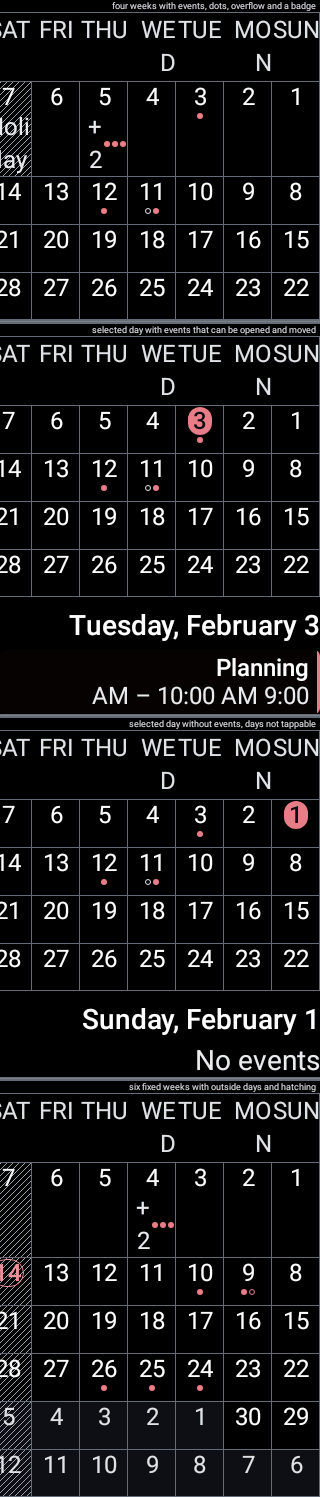 four weeks with events, dots, overflow and a badge
SAT FRI THU WE TUE MO SUN
D N
7 6 5 4 3 2 1
+
2
14 13 12 11 10 9 8
21 20 19 18 17 16 15
28 27 26 25 24 23 22
selected day with events that can be opened and moved
SAT FRI THU WE TUE MO SUN
D N
7 6 5 4 3 2 1
14 13 12 11 10 9 8
21 20 19 18 17 16 15
28 27 26 25 24 23 22
Tuesday, February 3
Planning
AM – 10:00 AM 9:00
selected day without events, days not tappable
SAT FRI THU WE TUE MO SUN
D N
7 6 5 4 3 2 1
14 13 12 11 10 9 8
21 20 19 18 17 16 15
28 27 26 25 24 23 22
Sunday, February 1
No events
six fixed weeks with outside days and hatching
SAT FRI THU WE TUE MO SUN
D N
7 6 5 4 3 2 1
+
2
14 13 12 11 10 9 8
21 20 19 18 17 16 15
28 27 26 25 24 23 22
5 4 3 2 1 30 29
12 11 10 9 8 7 6